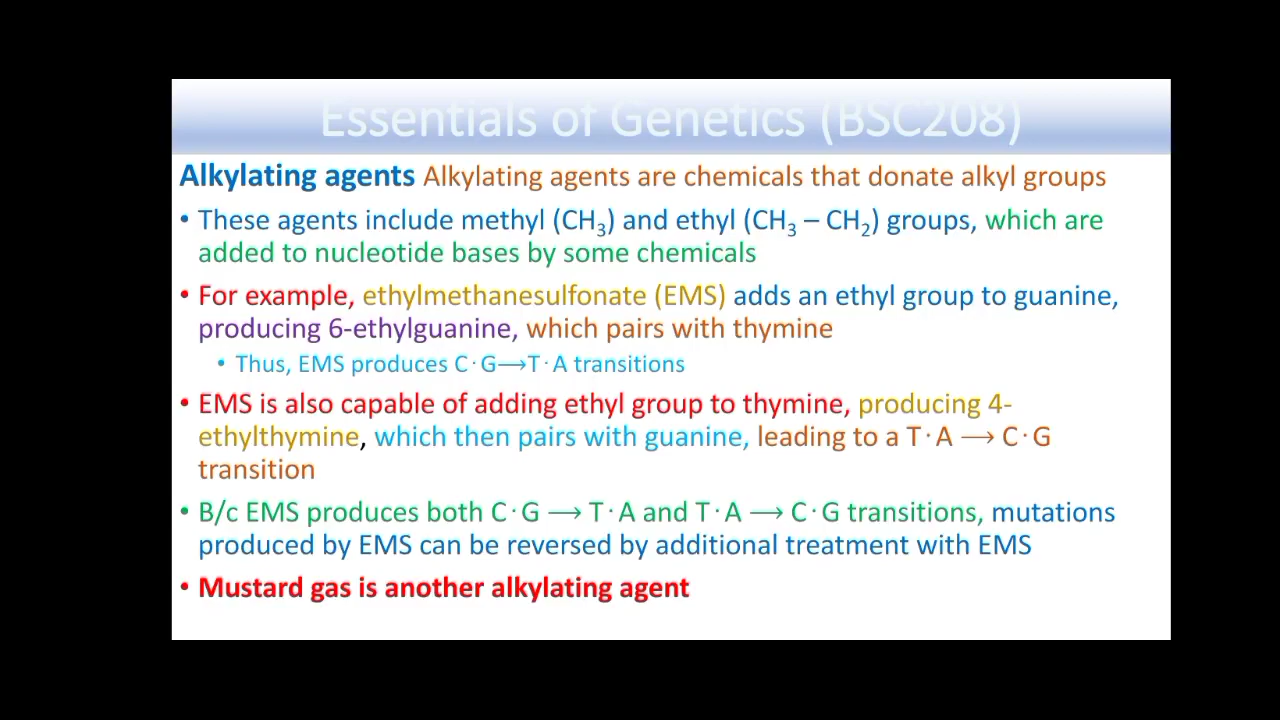 Essentials of Genetics (BSC208)
Alkylating agents Alkylating agents are chemicals that donate alkyl groups
• These agents include methyl (CH₃) and ethyl (CH₃ – CH₂) groups, which are
added to nucleotide bases by some chemicals
• For example, ethylmethanesulfonate (EMS) adds an ethyl group to guanine,
producing 6-ethylguanine, which pairs with thymine
• Thus, EMS produces C·G⟶T·A transitions
• EMS is also capable of adding ethyl group to thymine, producing 4-
ethylthymine, which then pairs with guanine, leading to a T·A ⟶ C·G
transition
• B/c EMS produces both C·G ⟶ T·A and T·A ⟶ C·G transitions, mutations
produced by EMS can be reversed by additional treatment with EMS
• Mustard gas is another alkylating agent